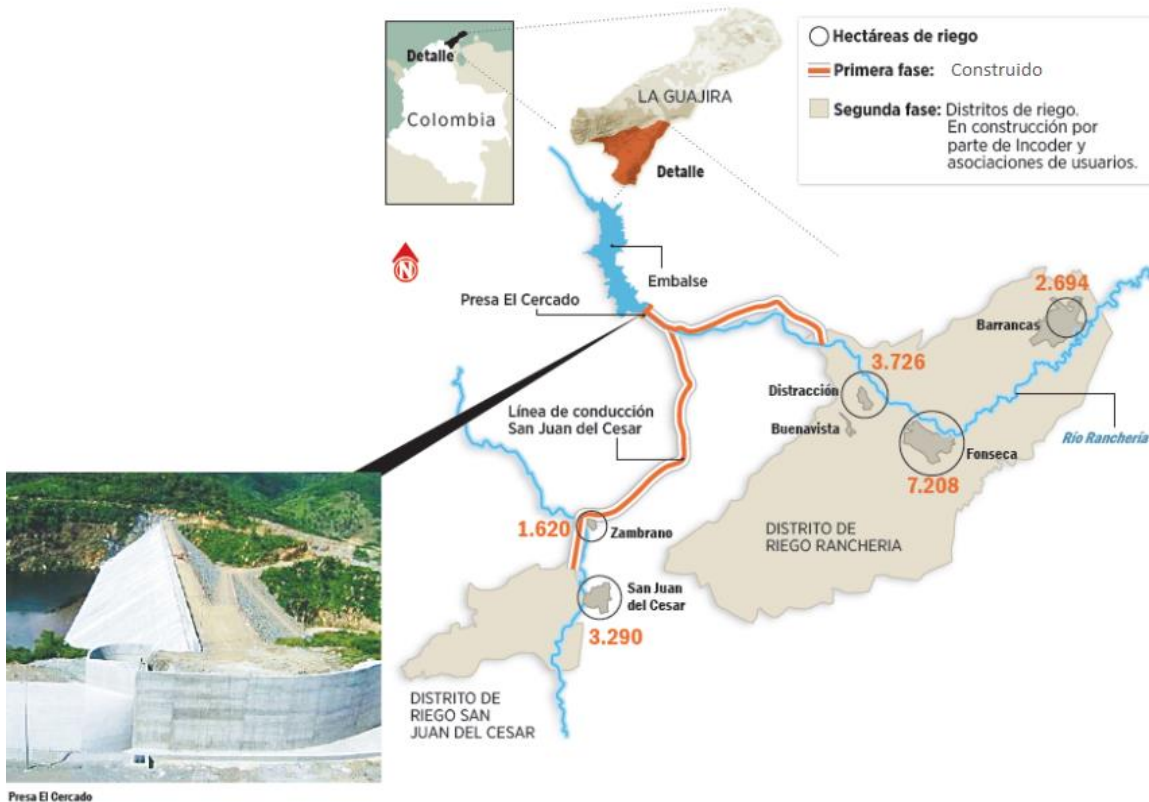 Detalle
Colombia
LA GUAJIRA
Detalle
Hectáreas de riego
Primera fase: Construido
Segunda fase: Distritos de riego.
En construcción por
parte de Incoder y
asociaciones de usuarios.
N
Embalse
Presa El Cercado
2.694
Barrancas
3.726
Distracción
Buenavista
Río Ranchería
Fonseca
7.208
Línea de conducción
San Juan del Cesar
DISTRITO DE
RIEGO RANCHERIA
1.620
Zambrano
San Juan
del Cesar
3.290
DISTRITO DE
RIEGO SAN
JUAN DEL CESAR
Presa El Cercado